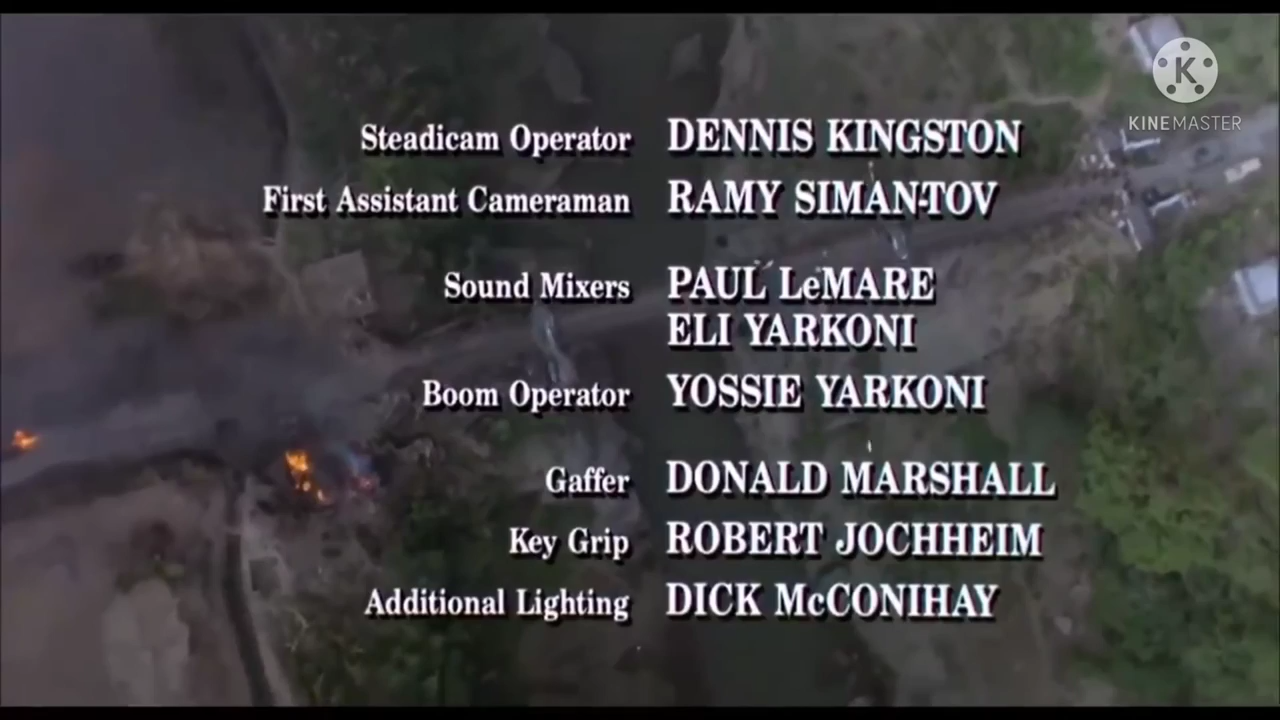 K
KINEMASTER
Steadicam Operator DENNIS KINGSTON
First Assistant Cameraman RAMY SIMAN-TOV
Sound Mixers PAUL LeMARE
ELI YARKONI
Boom Operator YOSSIE YARKONI
Gaffer DONALD MARSHALL
Key Grip ROBERT JOCHHEIM
Additional Lighting DICK McCONIHAY